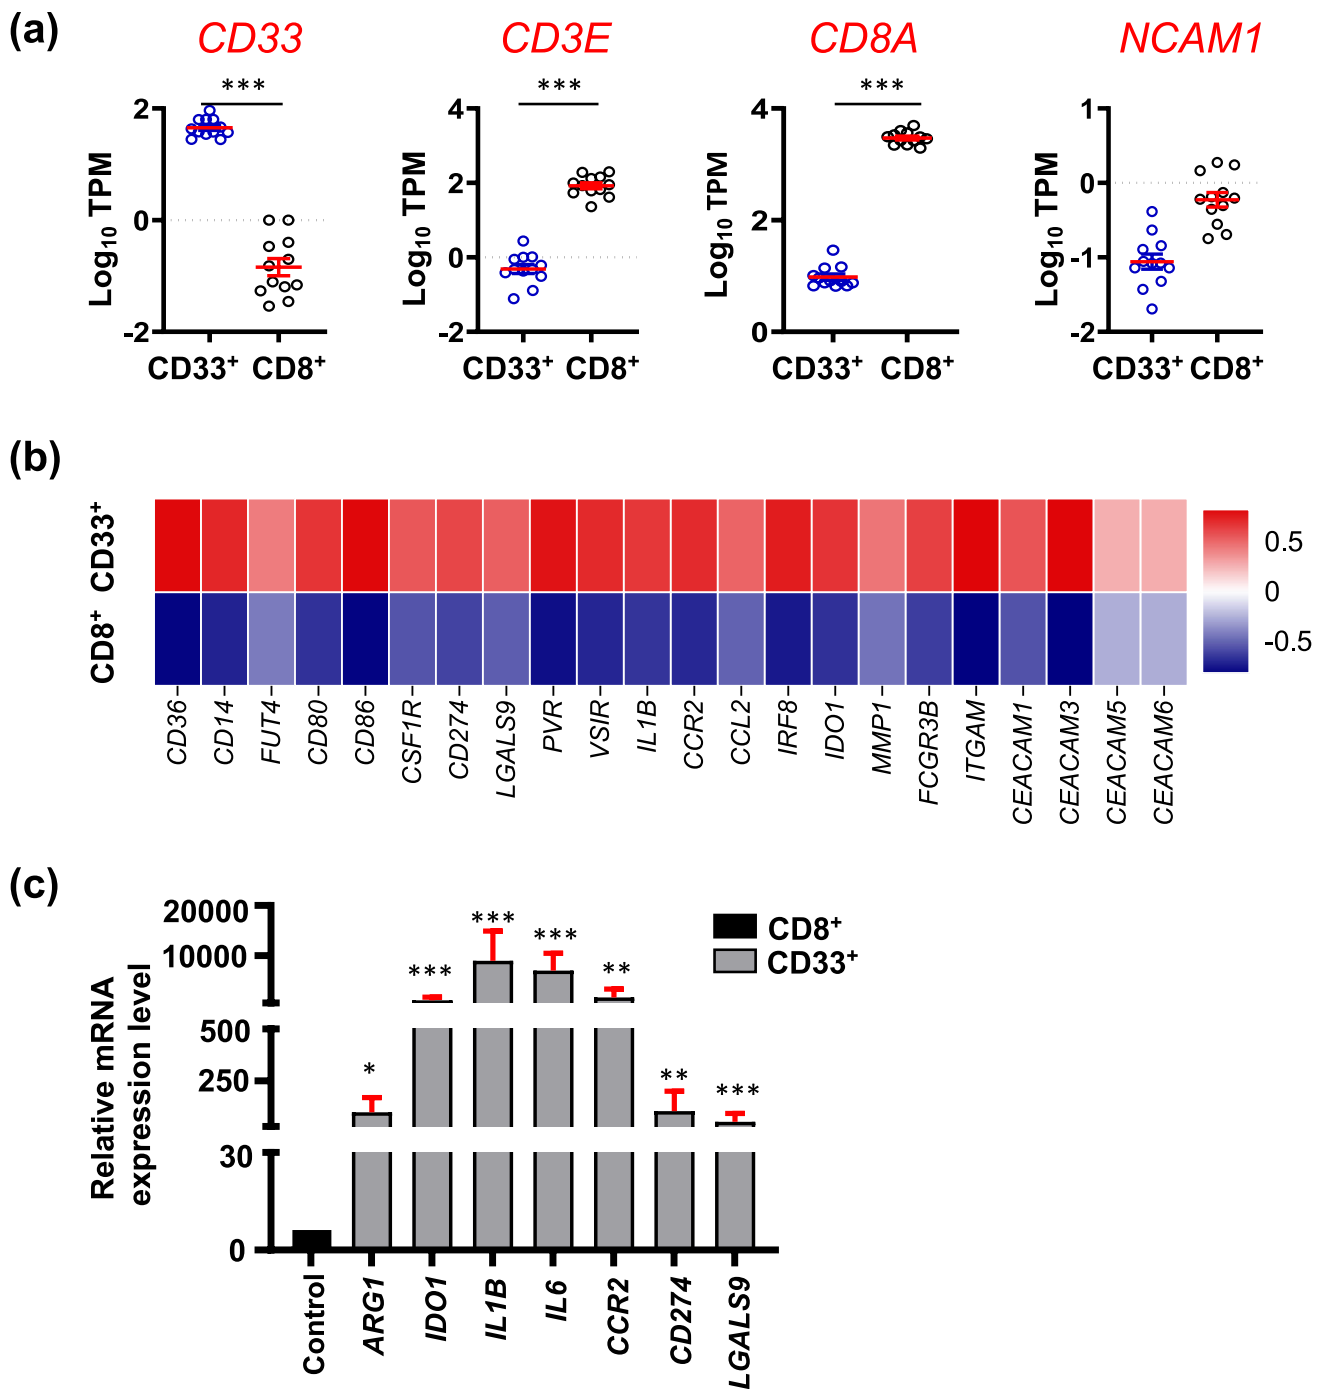 (a)
CD33 CD3E CD8A NCAM1
*** *** ***
Log10 TPM
2
0
-2
CD33+ CD8+
Log10 TPM
4
2
0
-2
CD33+ CD8+
Log10 TPM
4
2
0
CD33+ CD8+
Log10 TPM
1
0
-1
-2
CD33+ CD8+
(b)
CD33+
CD8+
0.5
0
-0.5
CD36 CD14 FUT4 CD80 CD86 CSF1R CD274 LGALS9 PVR VSIR IL1B CCR2 CCL2 IRF8 IDO1 MMP1 FCGR3B ITGAM CEACAM1 CEACAM3 CEACAM5 CEACAM6
(c)
Relative mRNA
expression level
20000
10000
500
250
30
0
* *** *** *** ** ** ***
CD8+
CD33+
Control ARG1 IDO1 IL1B IL6 CCR2 CD274 LGALS9